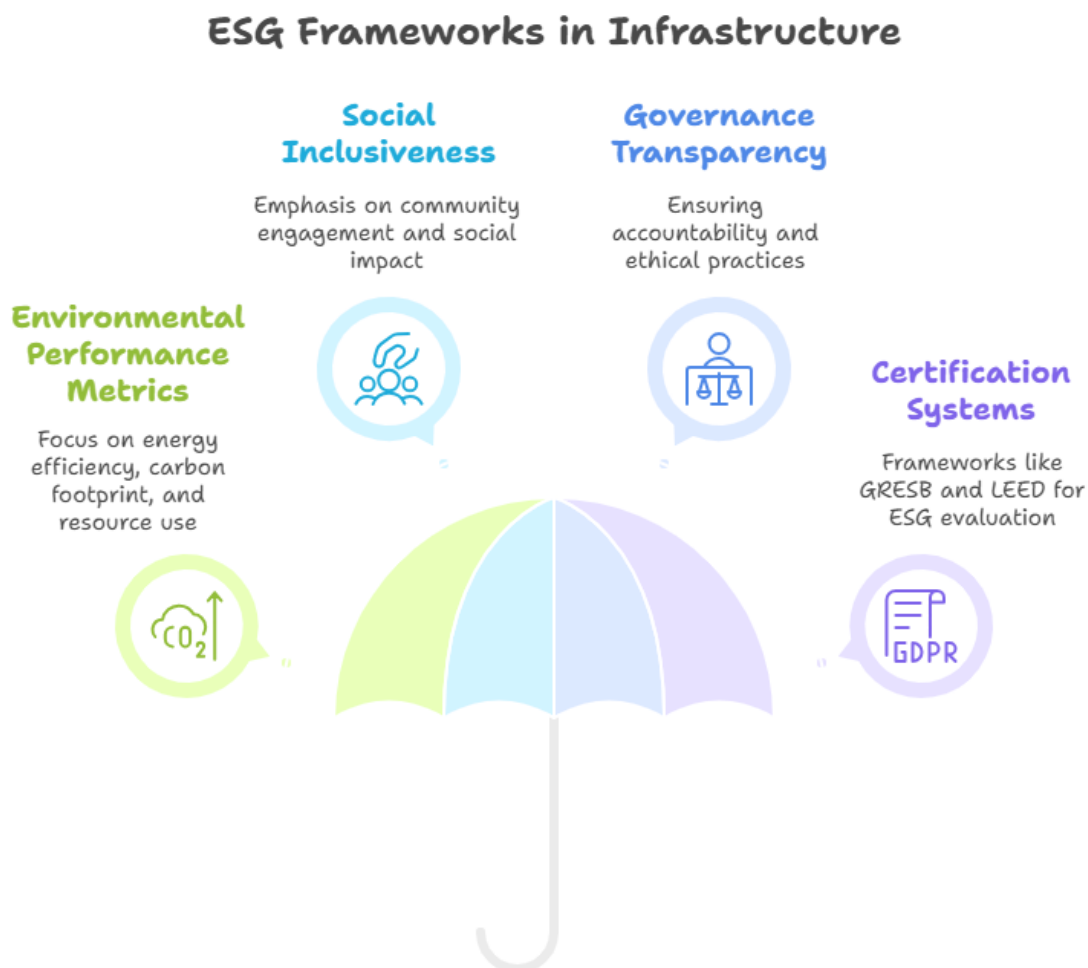 ESG Frameworks in Infrastructure
Social
Inclusiveness
Emphasis on community
engagement and social
impact
Governance
Transparency
Ensuring
accountability and
ethical practices
Environmental
Performance
Metrics
Focus on energy
efficiency, carbon
footprint, and
resource use
CO2
Certification
Systems
Frameworks like
GRESB and LEED for
ESG evaluation
GDPR